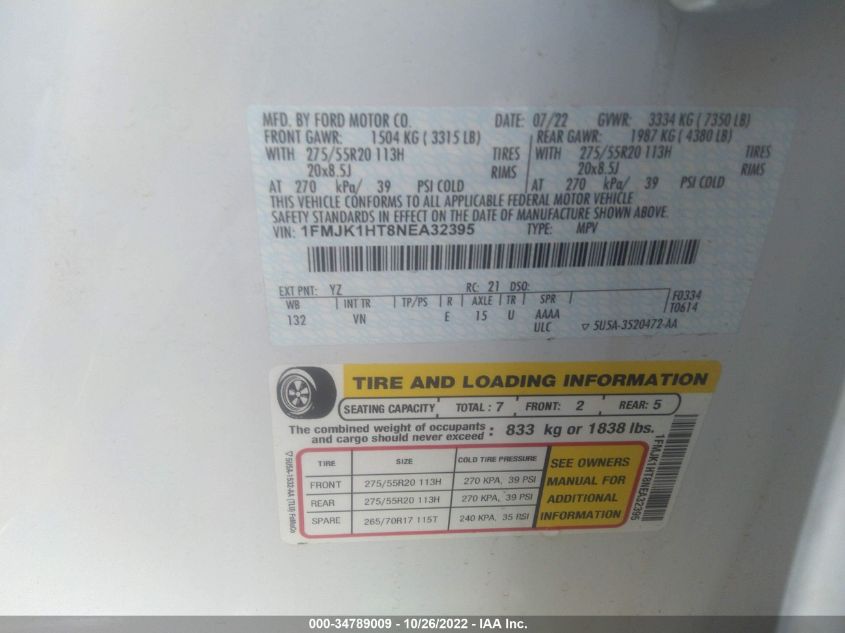 MFD. BY FORD MOTOR CO. DATE: 07/22 GVWR: 3334 KG ( 7350 LB)
FRONT GAWR: 1504 KG ( 3315 LB) REAR GAWR: 1987 KG ( 4380 LB)
WITH 275/55R20 113H TIRES WITH 275/55R20 113H TIRES
20x8.5J RIMS 20x8.5J RIMS
AT 270 kPa/ 39 PSI COLD AT 270 kPa/ 39 PSI COLD
THIS VEHICLE CONFORMS TO ALL APPLICABLE FEDERAL MOTOR VEHICLE
SAFETY STANDARDS IN EFFECT ON THE DATE OF MANUFACTURE SHOWN ABOVE.
VIN: 1FMJK1HT8NEA32395 TYPE: MPV
EXT PNT: YZ RC: 21 DSO:
WB INT TR TP/PS R AXLE TR SPR F0334
132 VN E 15 U AAAA T0614
ULC ▽ 5U5A-3520472-AA
TIRE AND LOADING INFORMATION
SEATING CAPACITY TOTAL : 7 FRONT: 2 REAR: 5
The combined weight of occupants and cargo should never exceed : 833 kg or 1838 lbs.
TIRE SIZE COLD TIRE PRESSURE
FRONT 275/55R20 113H 270 KPA, 39 PSI
REAR 275/55R20 113H 270 KPA, 39 PSI
SPARE 265/70R17 115T 240 KPA, 35 PSI
SEE OWNERS
MANUAL FOR
ADDITIONAL
INFORMATION
1FMJK1HT8NEA32395
000-34789009 - 10/26/2022 - IAA Inc.